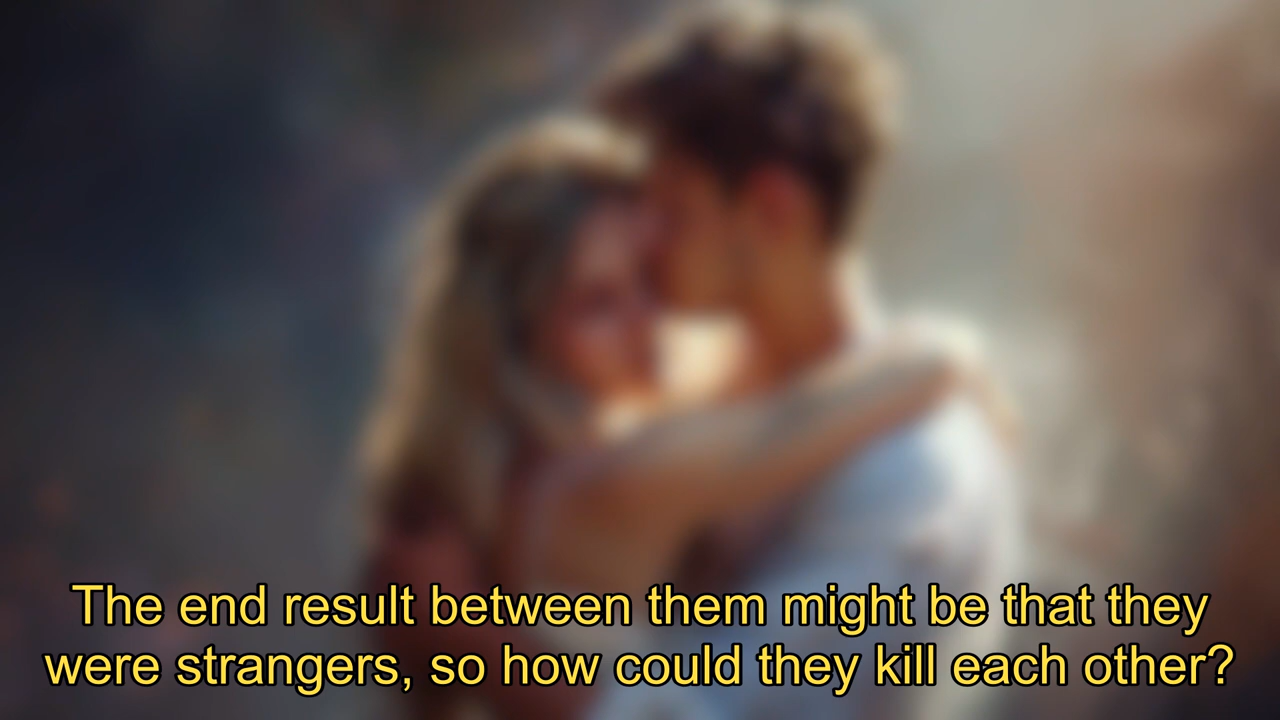 The end result between them might be that they
were strangers, so how could they kill each other?